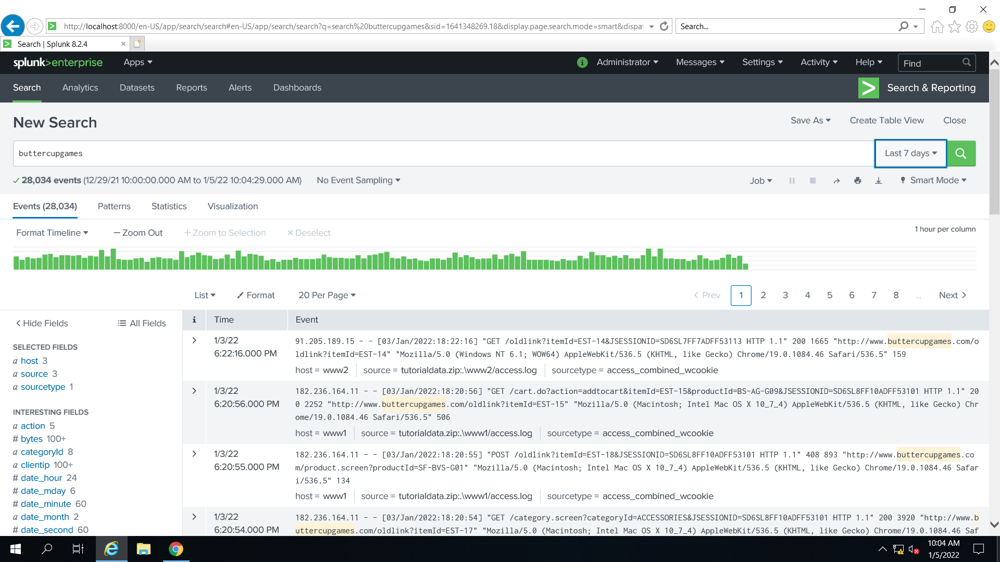 http://localhost:8000/en-US/app/search/search#en-US/app/search/search?q=search%20buttercupgames&sid=1641348269.18&display.page.search.mode=smart&dispat
Search...
Search | Splunk 8.2.4
splunk>enterprise Apps Administrator Messages Settings Activity Help Find
Search Analytics Datasets Reports Alerts Dashboards Search & Reporting
New Search Save As Create Table View Close
buttercupgames Last 7 days
28,034 events (12/29/21 10:00:00.000 AM to 1/5/22 10:04:29.000 AM) No Event Sampling Job Smart Mode
Events (28,034) Patterns Statistics Visualization
Format Timeline — Zoom Out + Zoom to Selection × Deselect 1 hour per column
List Format 20 Per Page < Prev 1 2 3 4 5 6 7 8 ... Next >
< Hide Fields All Fields
SELECTED FIELDS
a host 3
a source 3
a sourcetype 1
INTERESTING FIELDS
a action 5
# bytes 100+
a categoryId 8
a clientip 100+
# date_hour 24
# date_mday 6
# date_minute 60
a date_month 2
# date_second 60
i Time Event
1/3/22
6:22:16.000 PM
91.205.189.15 - - [03/Jan/2022:18:22:16] "GET /oldlink?itemId=EST-14&JSESSIONID=SD6SL7FF7ADFF53113 HTTP 1.1" 200 1665 "http://www.buttercupgames.com/o
ldlink?itemId=EST-14" "Mozilla/5.0 (Windows NT 6.1; WOW64) AppleWebKit/536.5 (KHTML, like Gecko) Chrome/19.0.1084.46 Safari/536.5" 159
host = www2 source = tutorialdata.zip:.\www2/access.log sourcetype = access_combined_wcookie
1/3/22
6:20:56.000 PM
182.236.164.11 - - [03/Jan/2022:18:20:56] "GET /cart.do?action=addtocart&itemId=EST-15&productId=BS-AG-G09&JSESSIONID=SD6SL8FF10ADFF53101 HTTP 1.1" 20
0 2252 "http://www.buttercupgames.com/oldlink?itemId=EST-15" "Mozilla/5.0 (Macintosh; Intel Mac OS X 10_7_4) AppleWebKit/536.5 (KHTML, like Gecko) Chr
ome/19.0.1084.46 Safari/536.5" 506
host = www1 source = tutorialdata.zip:.\www1/access.log sourcetype = access_combined_wcookie
1/3/22
6:20:55.000 PM
182.236.164.11 - - [03/Jan/2022:18:20:55] "POST /oldlink?itemId=EST-18&JSESSIONID=SD6SL8FF10ADFF53101 HTTP 1.1" 408 893 "http://www.buttercupgames.co
m/product.screen?productId=SF-BVS-G01" "Mozilla/5.0 (Macintosh; Intel Mac OS X 10_7_4) AppleWebKit/536.5 (KHTML, like Gecko) Chrome/19.0.1084.46 Safar
i/536.5" 134
host = www1 source = tutorialdata.zip:.\www1/access.log sourcetype = access_combined_wcookie
1/3/22
6:20:54.000 PM
182.236.164.11 - - [03/Jan/2022:18:20:54] "GET /category.screen?categoryId=ACCESSORIES&JSESSIONID=SD6SL8FF10ADFF53101 HTTP 1.1" 200 3920 "http://www.b
uttercupgames.com/oldlink?itemId=EST-17" "Mozilla/5.0 (Macintosh; Intel Mac OS X 10_7_4) AppleWebKit/536.5 (KHTML, like Gecko) Chrome/19.0.1084.46 Saf
10:04 AM
1/5/2022